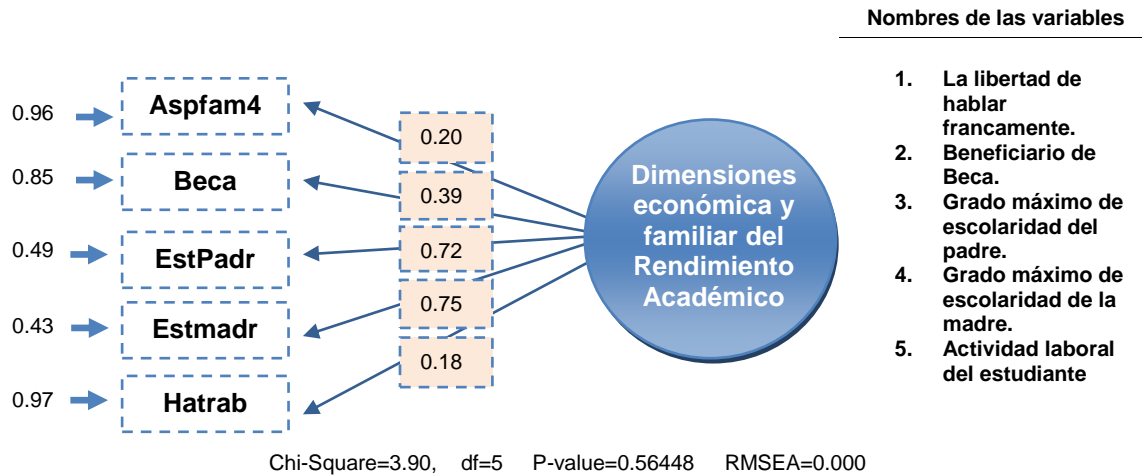 Nombres de las variables
1. La libertad de
hablar
francamente.
2. Beneficiario de
Beca.
3. Grado máximo de
escolaridad del
padre.
4. Grado máximo de
escolaridad de la
madre.
5. Actividad laboral
del estudiante
0.96
Aspfam4
0.20
0.85
Beca
0.39
0.49
EstPadr
0.72
0.43
Estmadr
0.75
0.97
Hatrab
0.18
Dimensiones
económica y
familiar del
Rendimiento
Académico
Chi-Square=3.90, df=5 P-value=0.56448 RMSEA=0.000